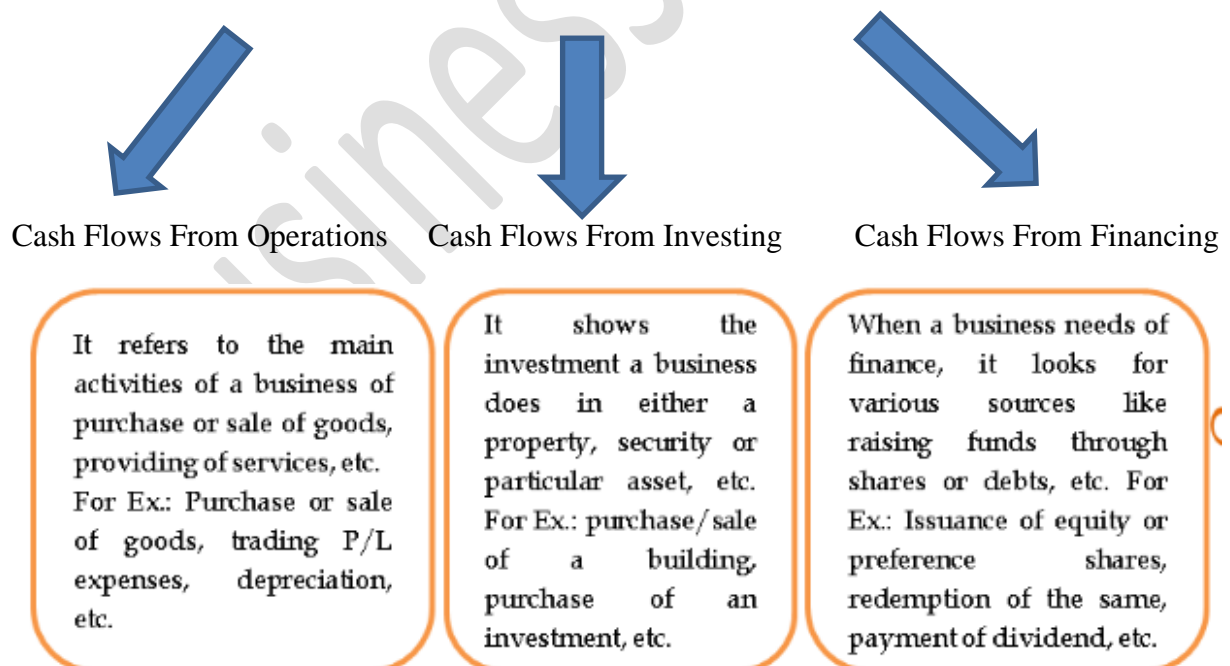 usiness
Cash Flows From Operations
Cash Flows From Investing
Cash Flows From Financing
It refers to the main
activities of a business of
purchase or sale of goods,
providing of services, etc.
For Ex.: Purchase or sale
of goods, trading P/L
expenses, depreciation,
etc.
It shows the
investment a business
does in either a
property, security or
particular asset, etc.
For Ex.: purchase/sale
of a building,
purchase of an
investment, etc.
When a business needs of
finance, it looks for
various sources like
raising funds through
shares or debts, etc. For
Ex.: Issuance of equity or
preference shares,
redemption of the same,
payment of dividend, etc.